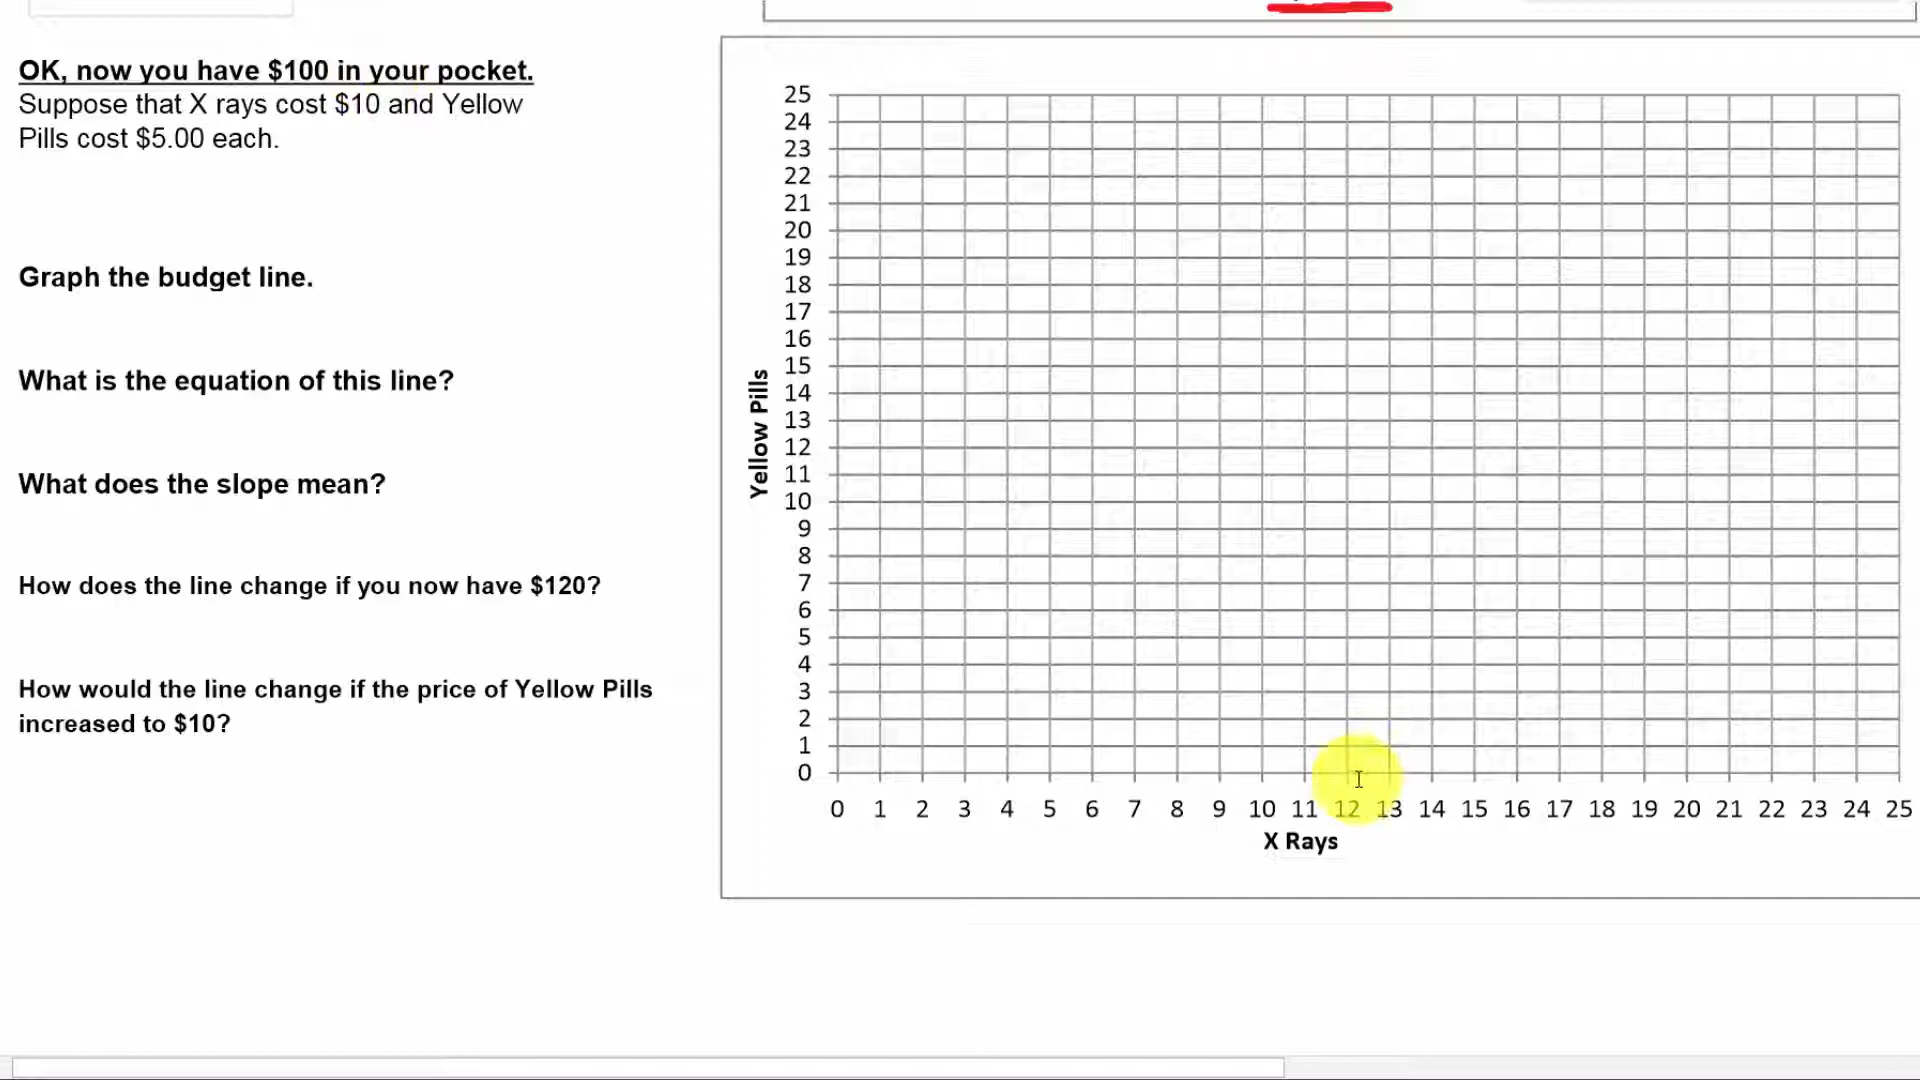 OK, now you have $100 in your pocket.
Suppose that X rays cost $10 and Yellow
Pills cost $5.00 each.
Graph the budget line.
What is the equation of this line?
What does the slope mean?
How does the line change if you now have $120?
How would the line change if the price of Yellow Pills
increased to $10?
Yellow Pills
25
24
23
22
21
20
19
18
17
16
15
14
13
12
11
10
9
8
7
6
5
4
3
2
1
0
0 1 2 3 4 5 6 7 8 9 10 11 12 13 14 15 16 17 18 19 20 21 22 23 24 25
X Rays